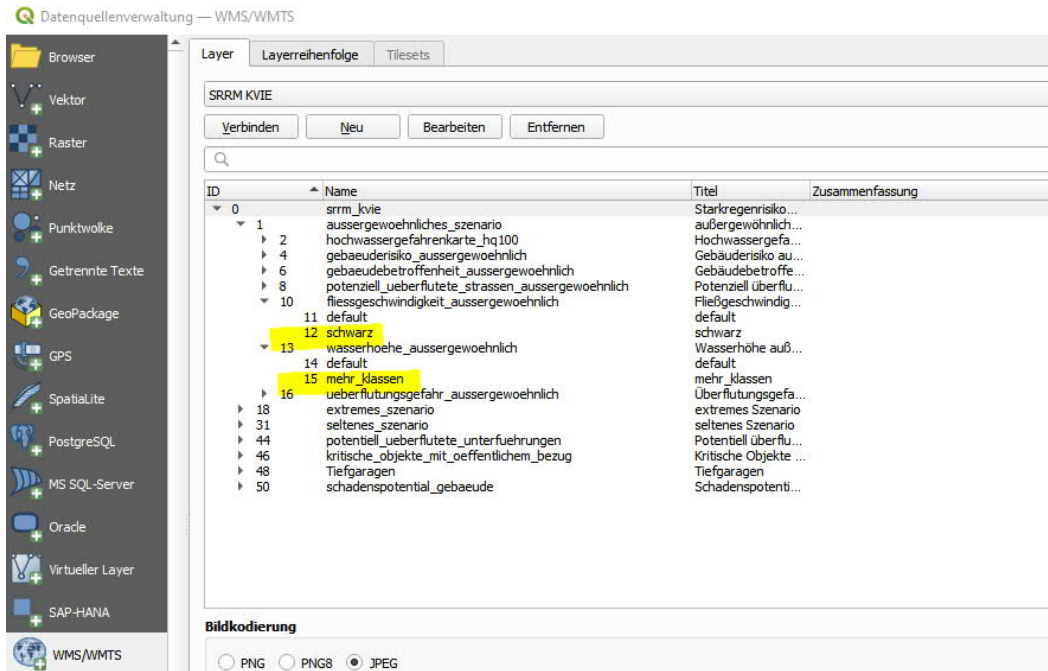 Datenquellenverwaltung — WMS/WMTS
Browser
Vektor
Raster
Netz
Punktwolke
Getrennte Texte
GeoPackage
GPS
SpatiaLite
PostgreSQL
MS SQL-Server
Oracle
Virtueller Layer
SAP-HANA
WMS/WMTS
Layer Layerreihenfolge Tilesets
SRRM KVIE
Verbinden Neu Bearbeiten Entfernen
ID Name Titel Zusammenfassung
0 srrm_kvie Starkregenrisiko...
1 aussergewoehnliches_szenario außergewöhnlich...
2 hochwassergefahrenkarte_hq100 Hochwassergefa...
4 gebaeuderisiko_aussergewoehnlich Gebäuderisiko au...
6 gebaeudebetroffenheit_aussergewoehnlich Gebäudebetroffe...
8 potenziell_ueberflutete_strassen_aussergewoehnlich Potenziell überflu...
10 fliessgeschwindigkeit_aussergewoehnlich Fließgeschwindig...
11 default default
12 schwarz schwarz
13 wasserhoehe_aussergewoehnlich Wasserhöhe auß...
14 default default
15 mehr_klassen mehr_klassen
16 ueberflutungsgefahr_aussergewoehnlich Überflutungsgefa...
18 extremes_szenario extremes Szenario
31 seltenes_szenario seltenes Szenario
44 potentiell_ueberflutete_unterfuehrungen Potentiell überflu...
46 kritische_objekte_mit_oeffentlichem_bezug Kritische Objekte ...
48 Tiefgaragen Tiefgaragen
50 schadenspotential_gebaeude Schadenspotenti...
Bildkodierung
PNG PNG8 JPEG